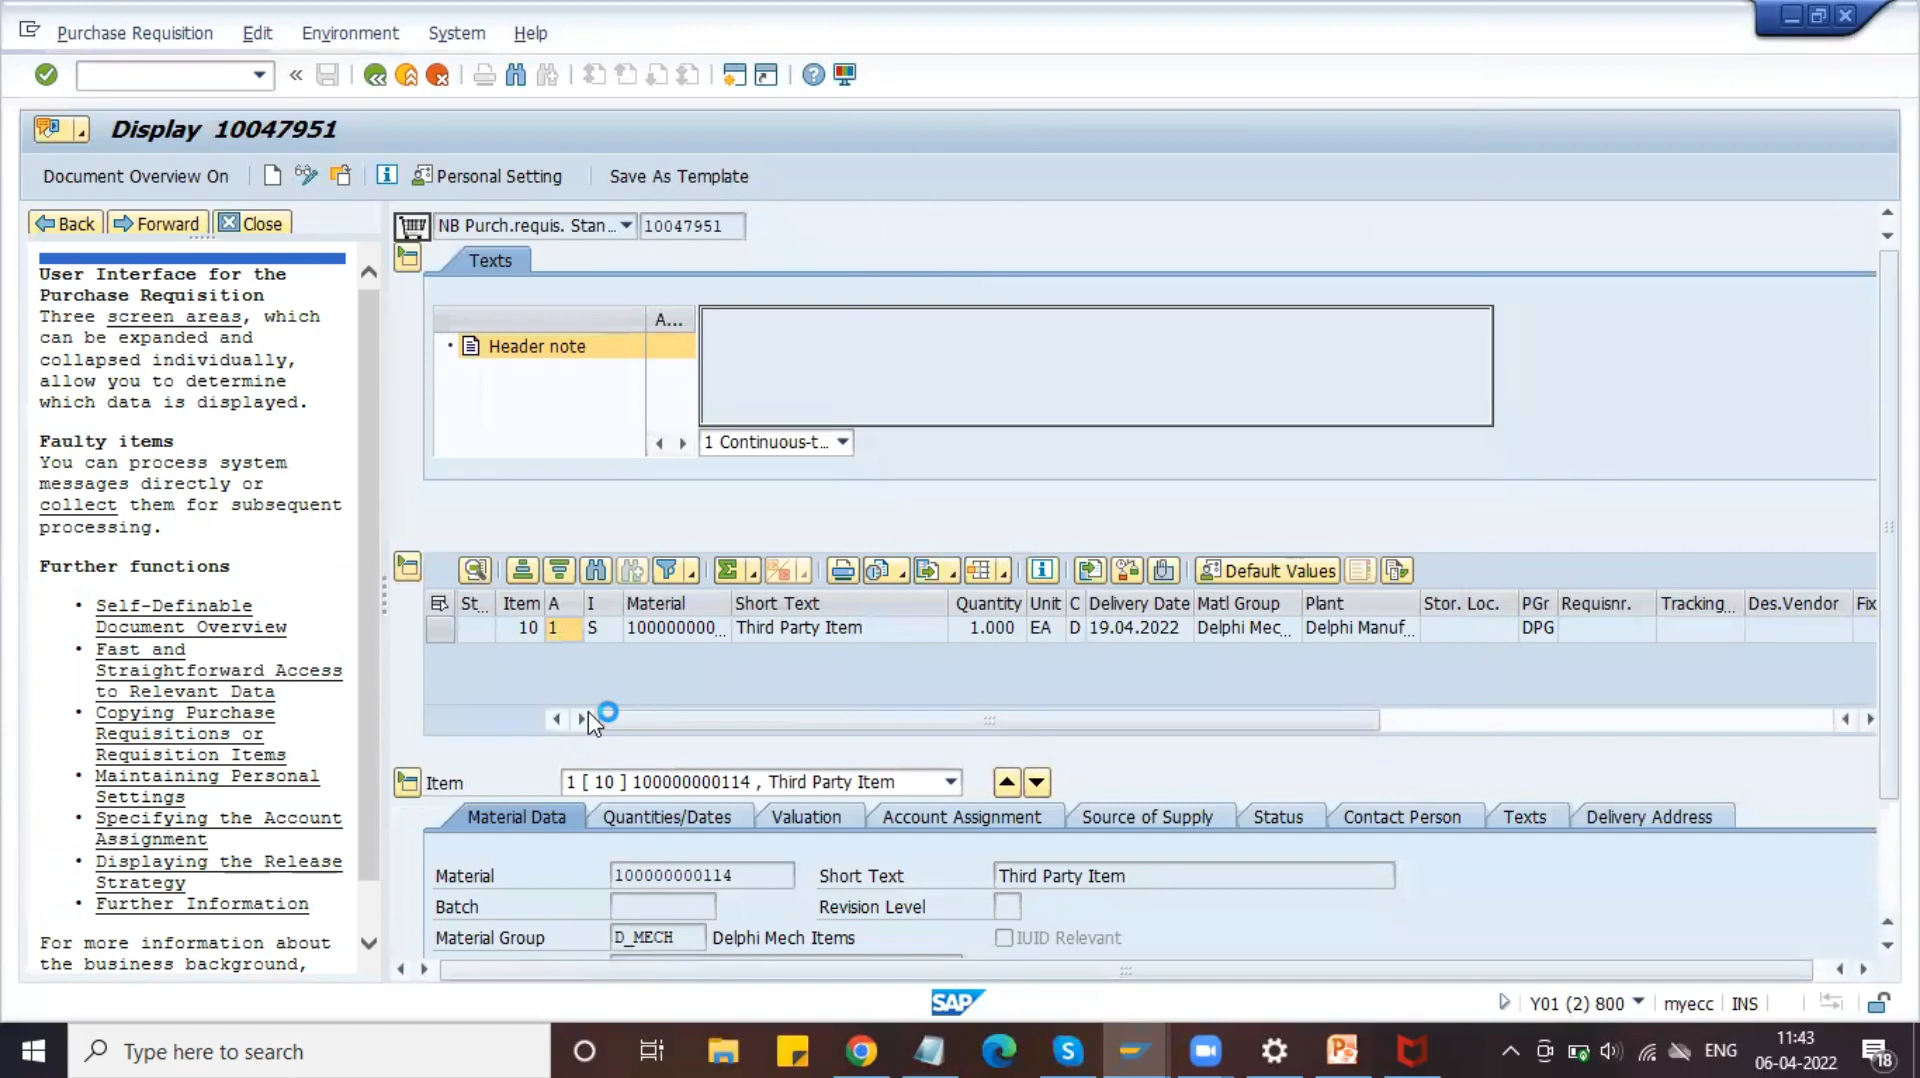 Purchase Requisition Edit Environment System Help
Display 10047951
Document Overview On Personal Setting Save As Template
Back Forward Close
User Interface for the
Purchase Requisition
Three screen areas, which
can be expanded and
collapsed individually,
allow you to determine
which data is displayed.
Faulty items
You can process system
messages directly or
collect them for subsequent
processing.
Further functions
• Self-Definable
Document Overview
• Fast and
Straightforward Access
to Relevant Data
• Copying Purchase
Requisitions or
Requisition Items
• Maintaining Personal
Settings
• Specifying the Account
Assignment
• Displaying the Release
Strategy
• Further Information
For more information about
the business background,
NB Purch.requis. Stan... 10047951
Texts
A...
Header note
1 Continuous-t...
Default Values
St... Item A I Material Short Text Quantity Unit C Delivery Date Matl Group Plant Stor. Loc. PGr Requisnr. Tracking... Des.Vendor Fix
10 1 S 100000000... Third Party Item 1.000 EA D 19.04.2022 Delphi Mec... Delphi Manuf... DPG
Item 1 [ 10 ] 100000000114 , Third Party Item
Material Data Quantities/Dates Valuation Account Assignment Source of Supply Status Contact Person Texts Delivery Address
Material 100000000114 Short Text Third Party Item
Batch Revision Level
Material Group D_MECH Delphi Mech Items IUID Relevant
SAP
Y01 (2) 800 myecc INS
Type here to search
ENG
11:43
06-04-2022
18